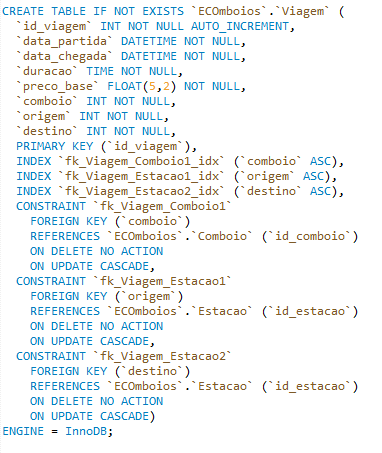 CREATE TABLE IF NOT EXISTS `ECOmboios`.`Viagem` (
`id_viagem` INT NOT NULL AUTO_INCREMENT,
`data_partida` DATETIME NOT NULL,
`data_chegada` DATETIME NOT NULL,
`duracao` TIME NOT NULL,
`preco_base` FLOAT(5,2) NOT NULL,
`comboio` INT NOT NULL,
`origem` INT NOT NULL,
`destino` INT NOT NULL,
PRIMARY KEY (`id_viagem`),
INDEX `fk_Viagem_Comboio1_idx` (`comboio` ASC),
INDEX `fk_Viagem_Estacao1_idx` (`origem` ASC),
INDEX `fk_Viagem_Estacao2_idx` (`destino` ASC),
CONSTRAINT `fk_Viagem_Comboio1`
FOREIGN KEY (`comboio`)
REFERENCES `ECOmboios`.`Comboio` (`id_comboio`)
ON DELETE NO ACTION
ON UPDATE CASCADE,
CONSTRAINT `fk_Viagem_Estacao1`
FOREIGN KEY (`origem`)
REFERENCES `ECOmboios`.`Estacao` (`id_estacao`)
ON DELETE NO ACTION
ON UPDATE CASCADE,
CONSTRAINT `fk_Viagem_Estacao2`
FOREIGN KEY (`destino`)
REFERENCES `ECOmboios`.`Estacao` (`id_estacao`)
ON DELETE NO ACTION
ON UPDATE CASCADE)
ENGINE = InnoDB;